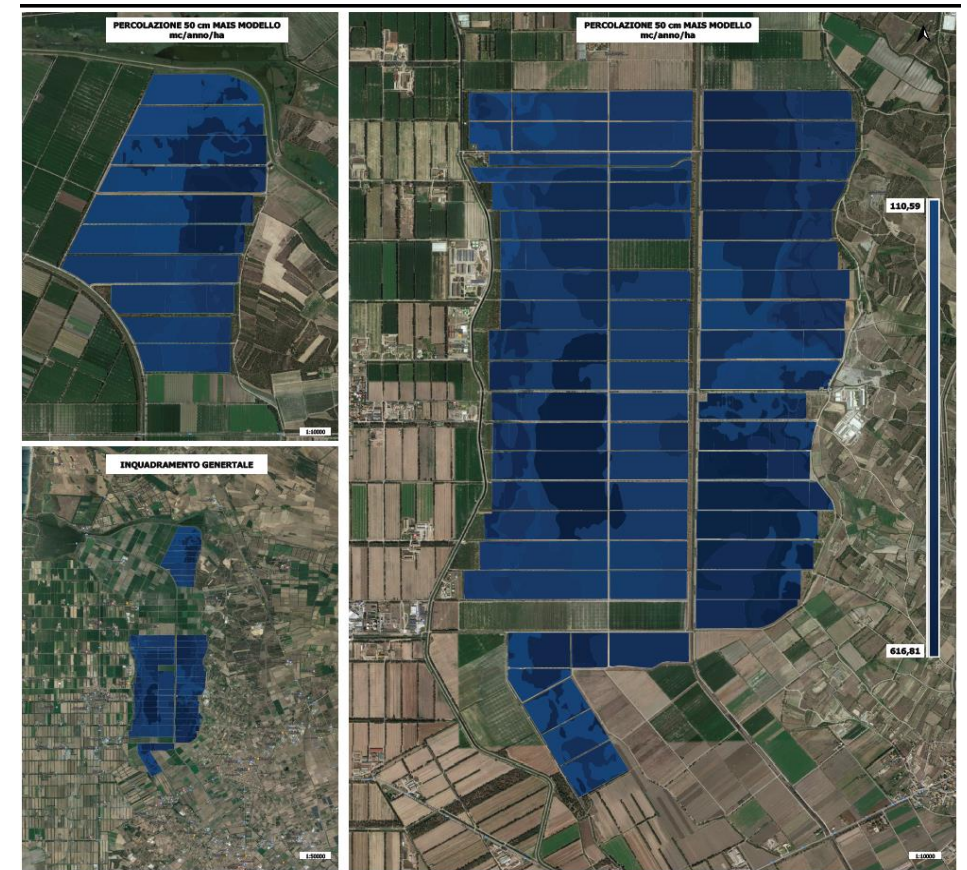 PERCOLAZIONE 50 cm MAIS MODELLO
mc/anno/ha
1:10000
INQUADRAMENTO GENERTALE
1:50000
PERCOLAZIONE 50 cm MAIS MODELLO
mc/anno/ha
110,59
616,81
1:10000